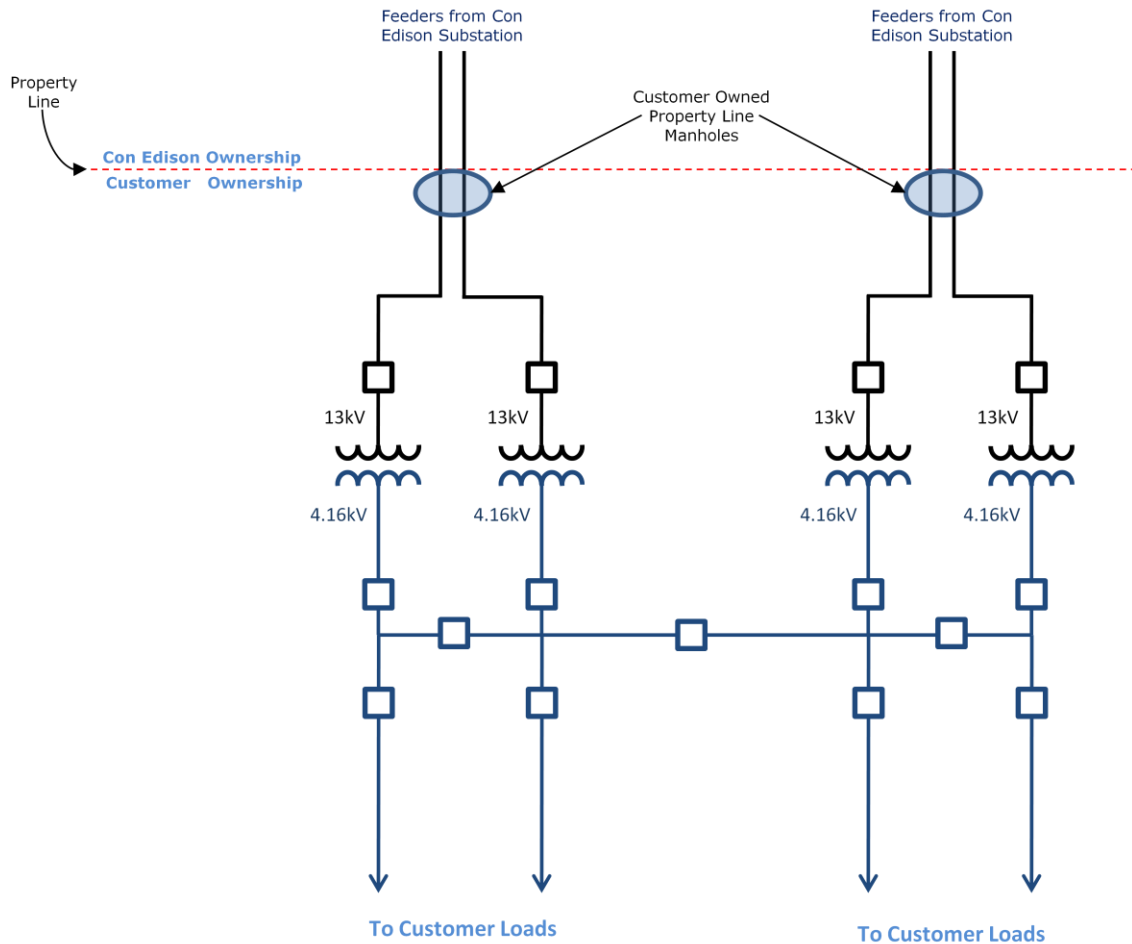 Feeders from Con
Edison Substation
Feeders from Con
Edison Substation
Property
Line
Customer Owned
Property Line
Manholes
Con Edison Ownership
Customer Ownership
13kV
13kV
13kV
13kV
4.16kV
4.16kV
4.16kV
4.16kV
To Customer Loads
To Customer Loads